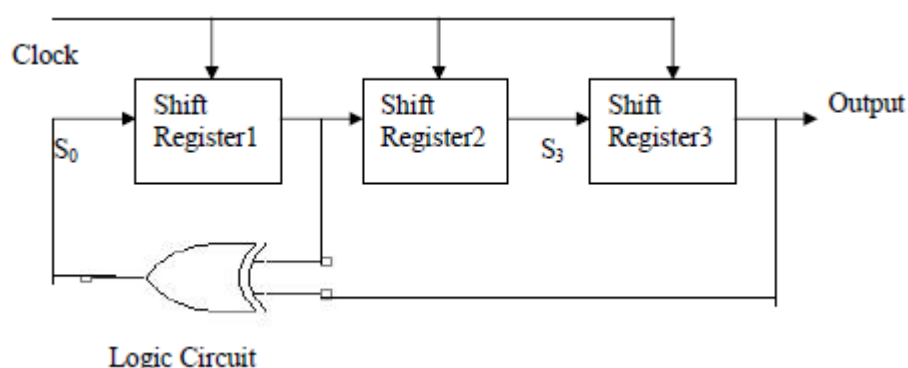 Clock
Shift
Register1
Shift
Register2
Shift
Register3
Output
S₀
S₃
Logic Circuit